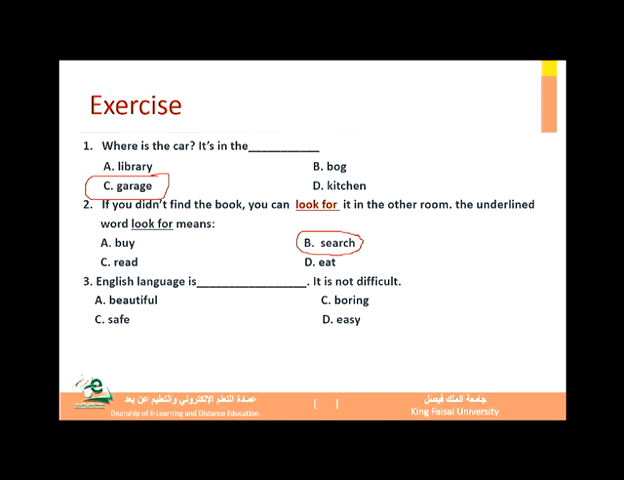 Exercise
1. Where is the car? It's in the___________
A. library B. bog
C. garage D. kitchen
2. If you didn't find the book, you can look for it in the other room. the underlined
word look for means:
A. buy B. search
C. read D. eat
3. English language is_________________. It is not difficult.
A. beautiful C. boring
C. safe D. easy
عمادة التعلم الإلكتروني والتعليم عن بعد [ ] جامعة الملك فيصل
Deanship of E-Learning and Distance Education King Faisal University